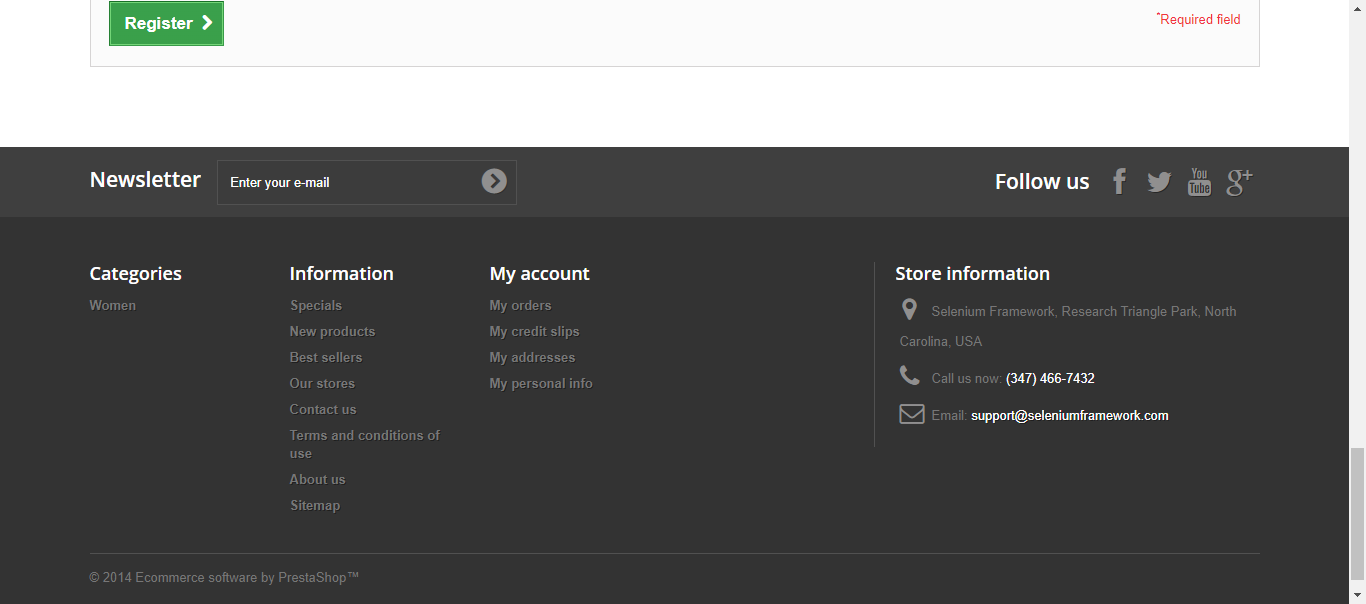 Register
*Required field
Newsletter
Enter your e-mail
Follow us
You
Tube
g+
Categories
Women
Information
Specials
New products
Best sellers
Our stores
Contact us
Terms and conditions of
use
About us
Sitemap
My account
My orders
My credit slips
My addresses
My personal info
Store information
Selenium Framework, Research Triangle Park, North
Carolina, USA
Call us now: (347) 466-7432
Email: support@seleniumframework.com
© 2014 Ecommerce software by PrestaShop™